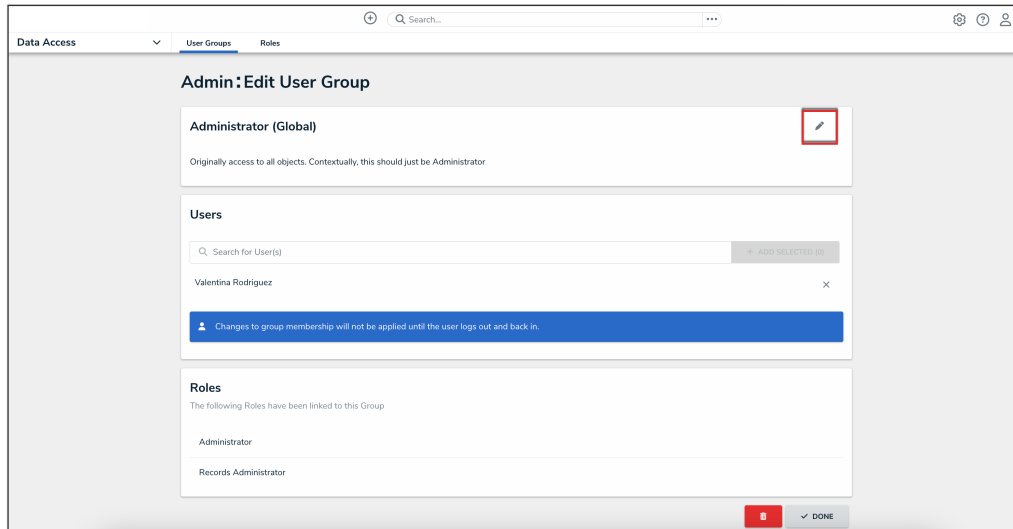 Search...
Data Access
User Groups Roles
Admin:Edit User Group
Administrator (Global)
Originally access to all objects. Contextually, this should just be Administrator
Users
Search for User(s)
+ ADD SELECTED (0)
Valentina Rodriguez
Changes to group membership will not be applied until the user logs out and back in.
Roles
The following Roles have been linked to this Group
Administrator
Records Administrator
DONE